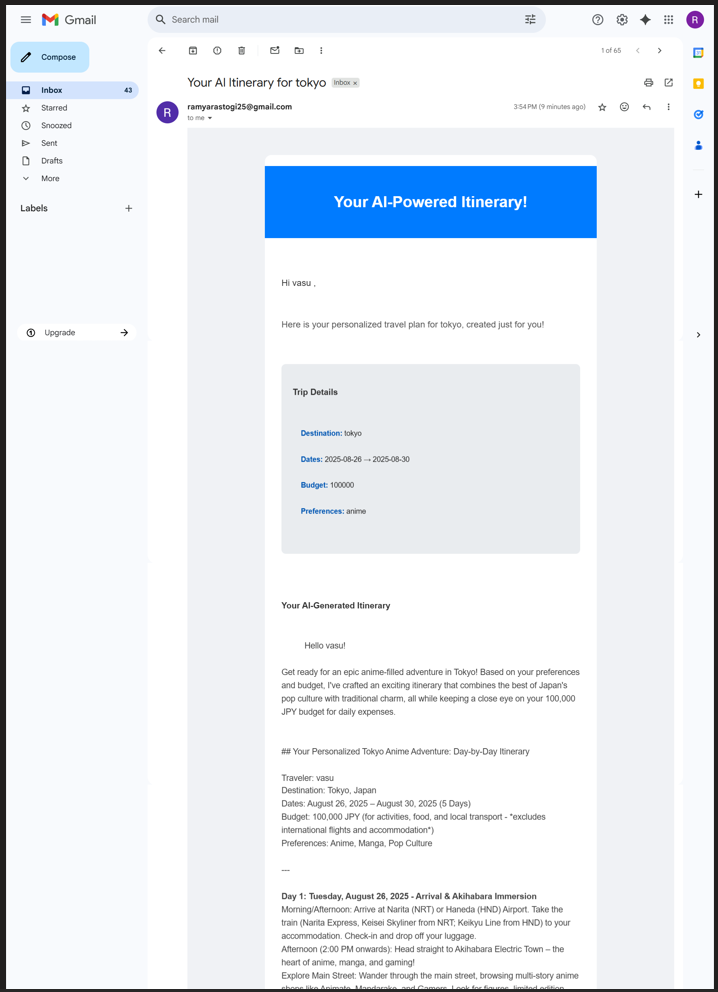 Gmail
Search mail
R
Compose
1 of 65
Inbox 43
Starred
Snoozed
Sent
Drafts
More
Labels
Upgrade
Your AI Itinerary for tokyo Inbox x
R
ramyarastogi25@gmail.com
3:54 PM (9 minutes ago)
to me
Your AI-Powered Itinerary!
Hi vasu ,
Here is your personalized travel plan for tokyo, created just for you!
Trip Details
Destination: tokyo
Dates: 2025-08-26 → 2025-08-30
Budget: 100000
Preferences: anime
Your AI-Generated Itinerary
Hello vasu!
Get ready for an epic anime-filled adventure in Tokyo! Based on your preferences
and budget, I've crafted an exciting itinerary that combines the best of Japan's
pop culture with traditional charm, all while keeping a close eye on your 100,000
JPY budget for daily expenses.
## Your Personalized Tokyo Anime Adventure: Day-by-Day Itinerary
Traveler: vasu
Destination: Tokyo, Japan
Dates: August 26, 2025 – August 30, 2025 (5 Days)
Budget: 100,000 JPY (for activities, food, and local transport - *excludes
international flights and accommodation*)
Preferences: Anime, Manga, Pop Culture
---
Day 1: Tuesday, August 26, 2025 - Arrival & Akihabara Immersion
Morning/Afternoon: Arrive at Narita (NRT) or Haneda (HND) Airport. Take the
train (Narita Express, Keisei Skyliner from NRT; Keikyu Line from HND) to your
accommodation. Check-in and drop off your luggage.
Afternoon (2:00 PM onwards): Head straight to Akihabara Electric Town – the
heart of anime, manga, and gaming!
Explore Main Street: Wander through the main street, browsing multi-story anime
shops like Animate, Mandarake, and Gamers. Look for figures, limited edition